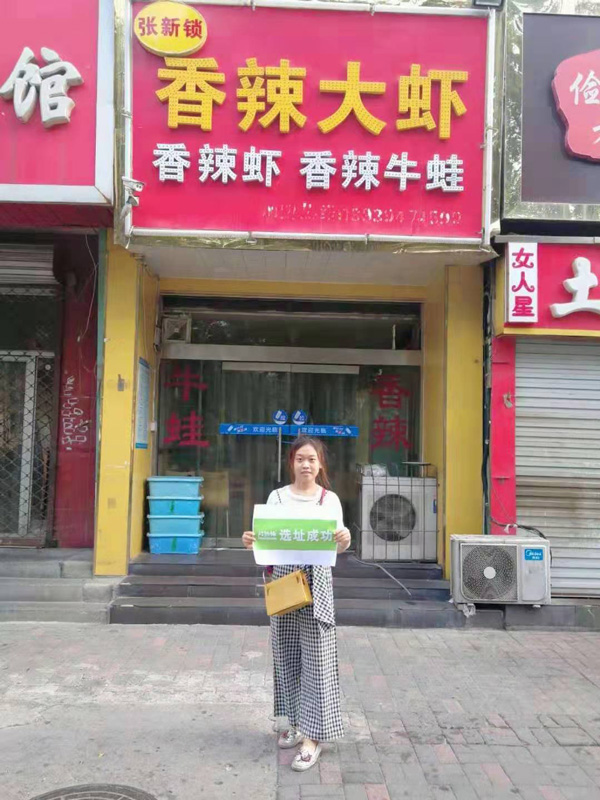 馆
张新锁
香辣大虾
香辣虾 香辣牛蛙
女人星
土
牛蛙
香辣
欢迎光临
欢迎光临
选址成功
Midea